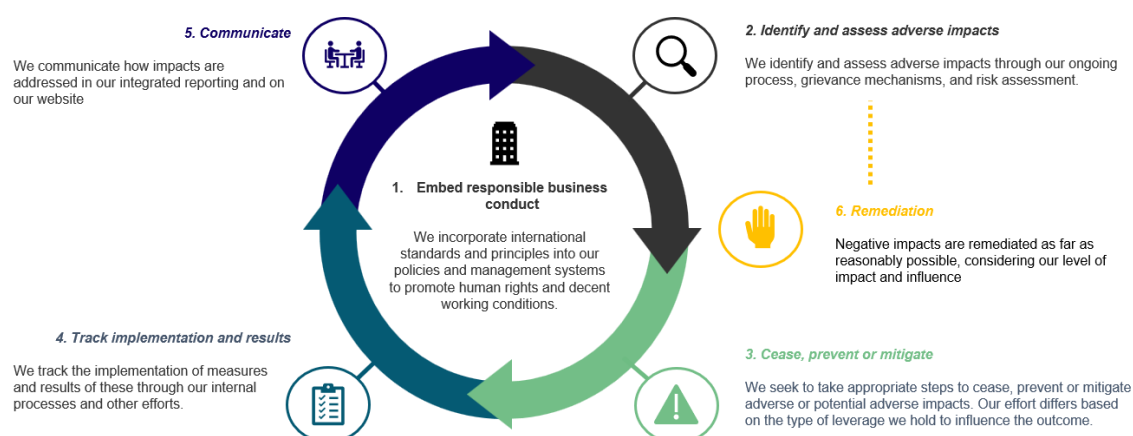 5. Communicate
We communicate how impacts are
addressed in our integrated reporting and on
our website
2. Identify and assess adverse impacts
We identify and assess adverse impacts through our ongoing
process, grievance mechanisms, and risk assessment.
1. Embed responsible business
conduct
We incorporate international
standards and principles into our
policies and management systems
to promote human rights and decent
working conditions.
6. Remediation
Negative impacts are remediated as far as
reasonably possible, considering our level of
impact and influence
4. Track implementation and results
We track the implementation of measures
and results of these through our internal
processes and other efforts.
3. Cease, prevent or mitigate
We seek to take appropriate steps to cease, prevent or mitigate
adverse or potential adverse impacts. Our effort differs based
on the type of leverage we hold to influence the outcome.